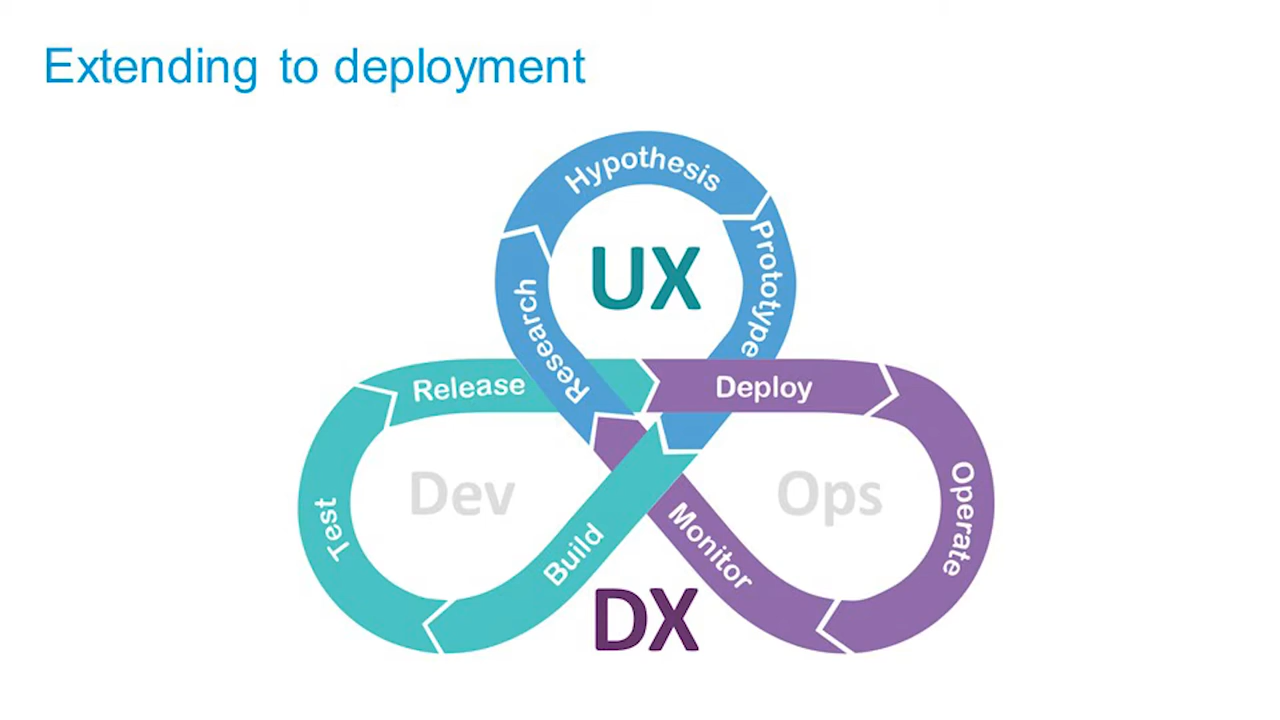 Extending to deployment
Hypothesis
Prototype
UX
Research
Release
Deploy
Dev
Ops
Test
Operate
Build
Monitor
DX